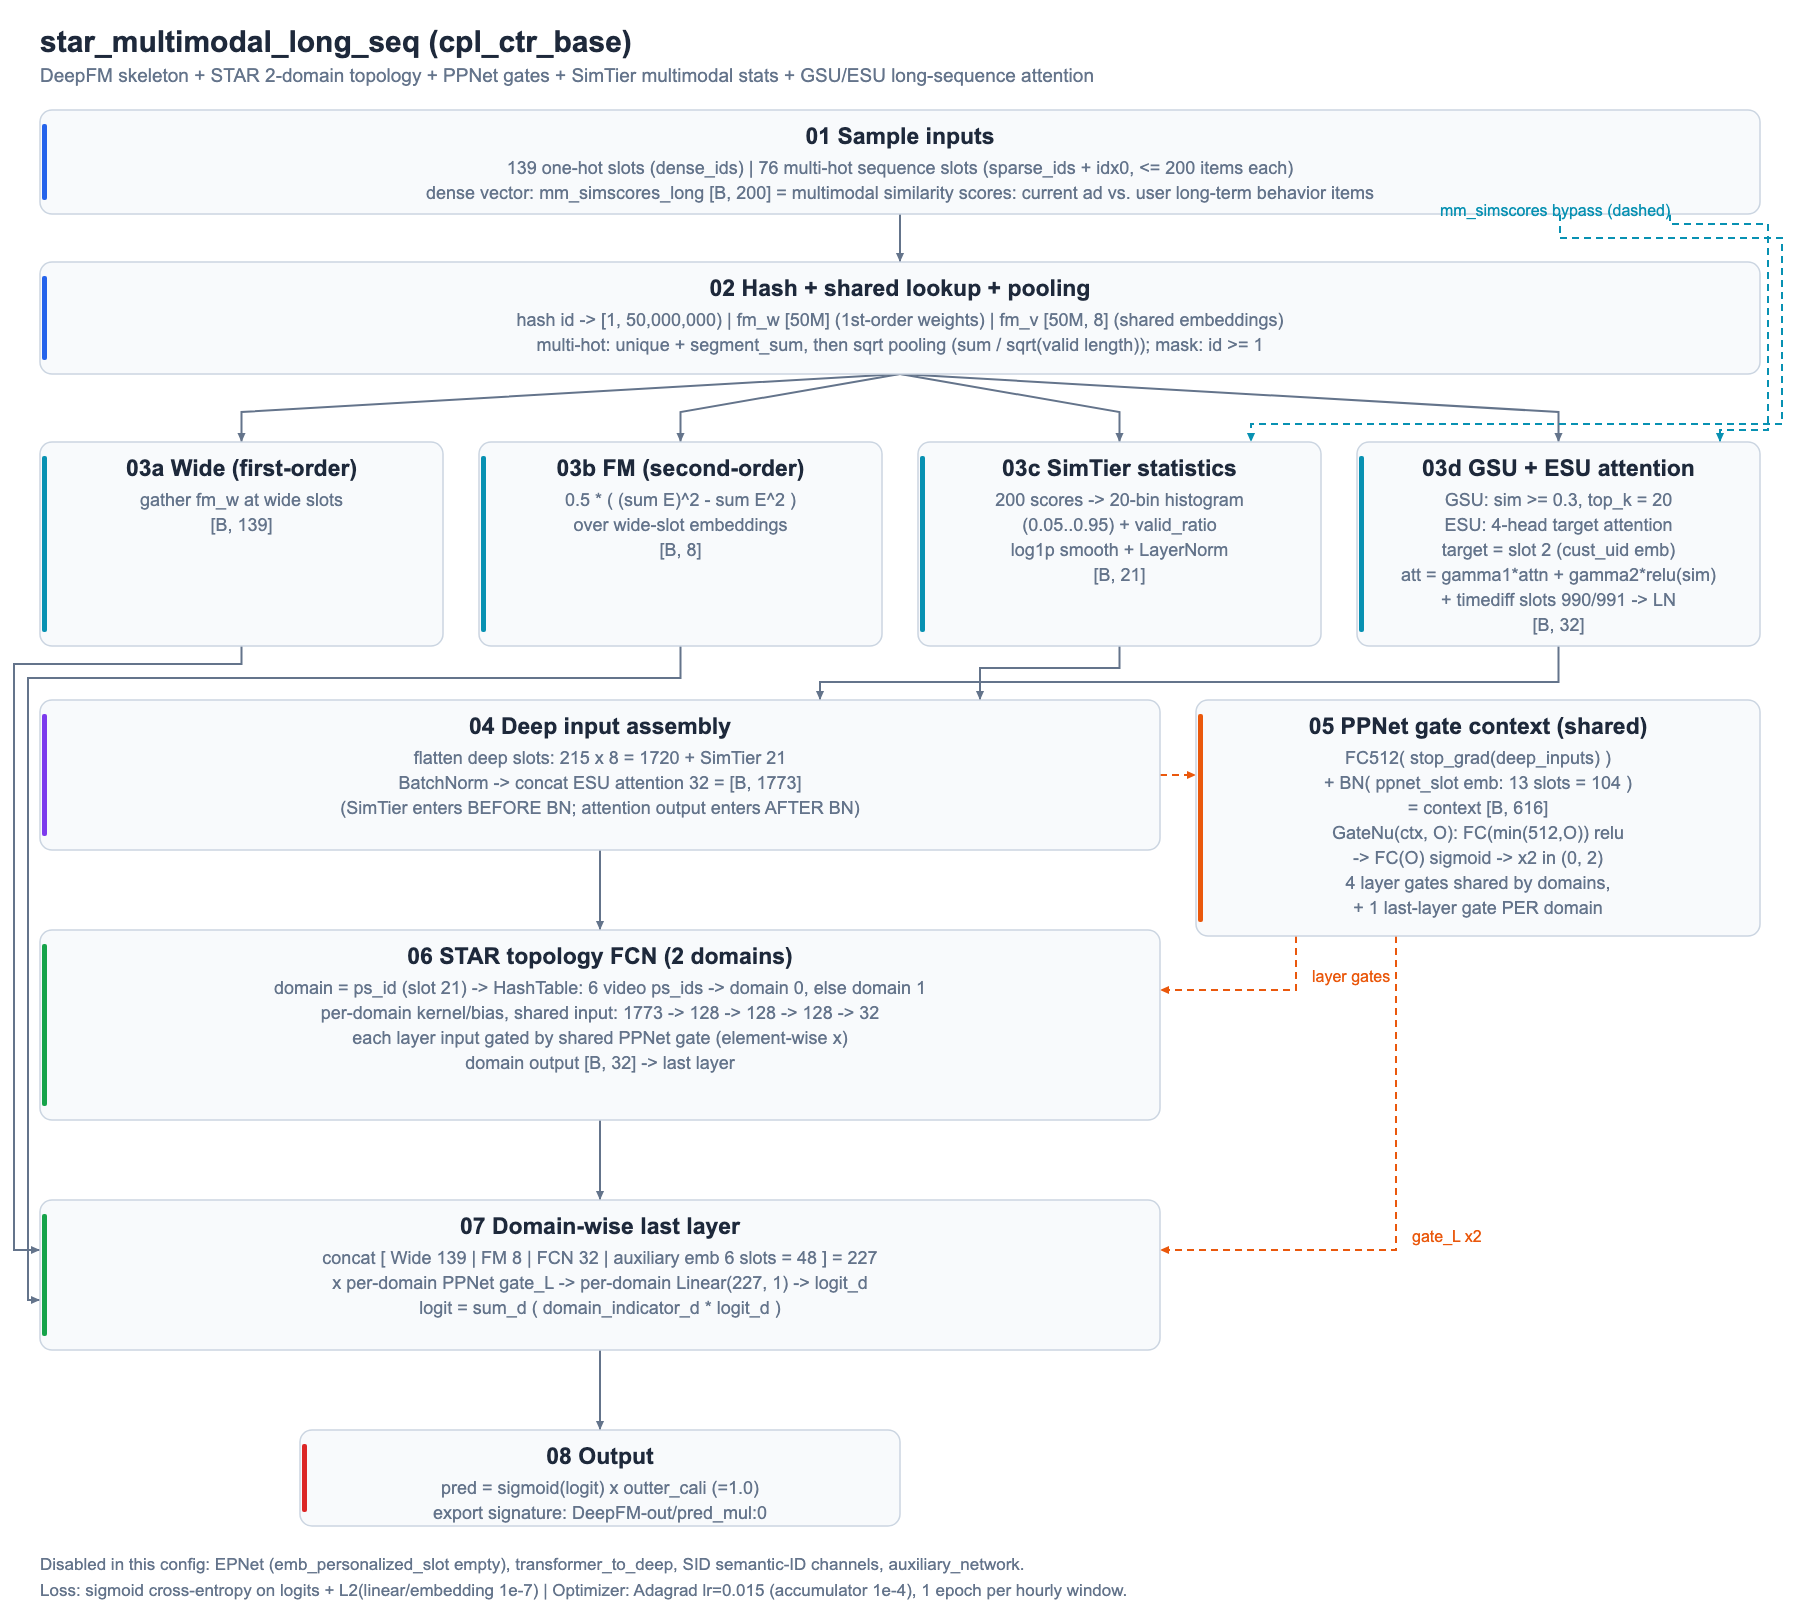 star_multimodal_long_seq (cpl_ctr_base)
DeepFM skeleton + STAR 2-domain topology + PPNet gates + SimTier multimodal stats + GSU/ESU long-sequence attention
01 Sample inputs
139 one-hot slots (dense_ids) | 76 multi-hot sequence slots (sparse_ids + idx0, <= 200 items each)
dense vector: mm_simscores_long [B, 200] = multimodal similarity scores: current ad vs. user long-term behavior items
mm_simscores bypass (dashed)
02 Hash + shared lookup + pooling
hash id -> [1, 50,000,000) | fm_w [50M] (1st-order weights) | fm_v [50M, 8] (shared embeddings)
multi-hot: unique + segment_sum, then sqrt pooling (sum / sqrt(valid length)); mask: id >= 1
03a Wide (first-order)
gather fm_w at wide slots
[B, 139]
03b FM (second-order)
0.5 * ( (sum E)^2 - sum E^2 )
over wide-slot embeddings
[B, 8]
03c SimTier statistics
200 scores -> 20-bin histogram
(0.05..0.95) + valid_ratio
log1p smooth + LayerNorm
[B, 21]
03d GSU + ESU attention
GSU: sim >= 0.3, top_k = 20
ESU: 4-head target attention
target = slot 2 (cust_uid emb)
att = gamma1*attn + gamma2*relu(sim)
+ timediff slots 990/991 -> LN
[B, 32]
04 Deep input assembly
flatten deep slots: 215 x 8 = 1720 + SimTier 21
BatchNorm -> concat ESU attention 32 = [B, 1773]
(SimTier enters BEFORE BN; attention output enters AFTER BN)
05 PPNet gate context (shared)
FC512( stop_grad(deep_inputs) )
+ BN( ppnet_slot emb: 13 slots = 104 )
= context [B, 616]
GateNu(ctx, O): FC(min(512,O)) relu
-> FC(O) sigmoid -> x2 in (0, 2)
4 layer gates shared by domains,
+ 1 last-layer gate PER domain
layer gates
06 STAR topology FCN (2 domains)
domain = ps_id (slot 21) -> HashTable: 6 video ps_ids -> domain 0, else domain 1
per-domain kernel/bias, shared input: 1773 -> 128 -> 128 -> 128 -> 32
each layer input gated by shared PPNet gate (element-wise x)
domain output [B, 32] -> last layer
gate_L x2
07 Domain-wise last layer
concat [ Wide 139 | FM 8 | FCN 32 | auxiliary emb 6 slots = 48 ] = 227
x per-domain PPNet gate_L -> per-domain Linear(227, 1) -> logit_d
logit = sum_d ( domain_indicator_d * logit_d )
08 Output
pred = sigmoid(logit) x outter_cali (=1.0)
export signature: DeepFM-out/pred_mul:0
Disabled in this config: EPNet (emb_personalized_slot empty), transformer_to_deep, SID semantic-ID channels, auxiliary_network.
Loss: sigmoid cross-entropy on logits + L2(linear/embedding 1e-7) | Optimizer: Adagrad lr=0.015 (accumulator 1e-4), 1 epoch per hourly window.